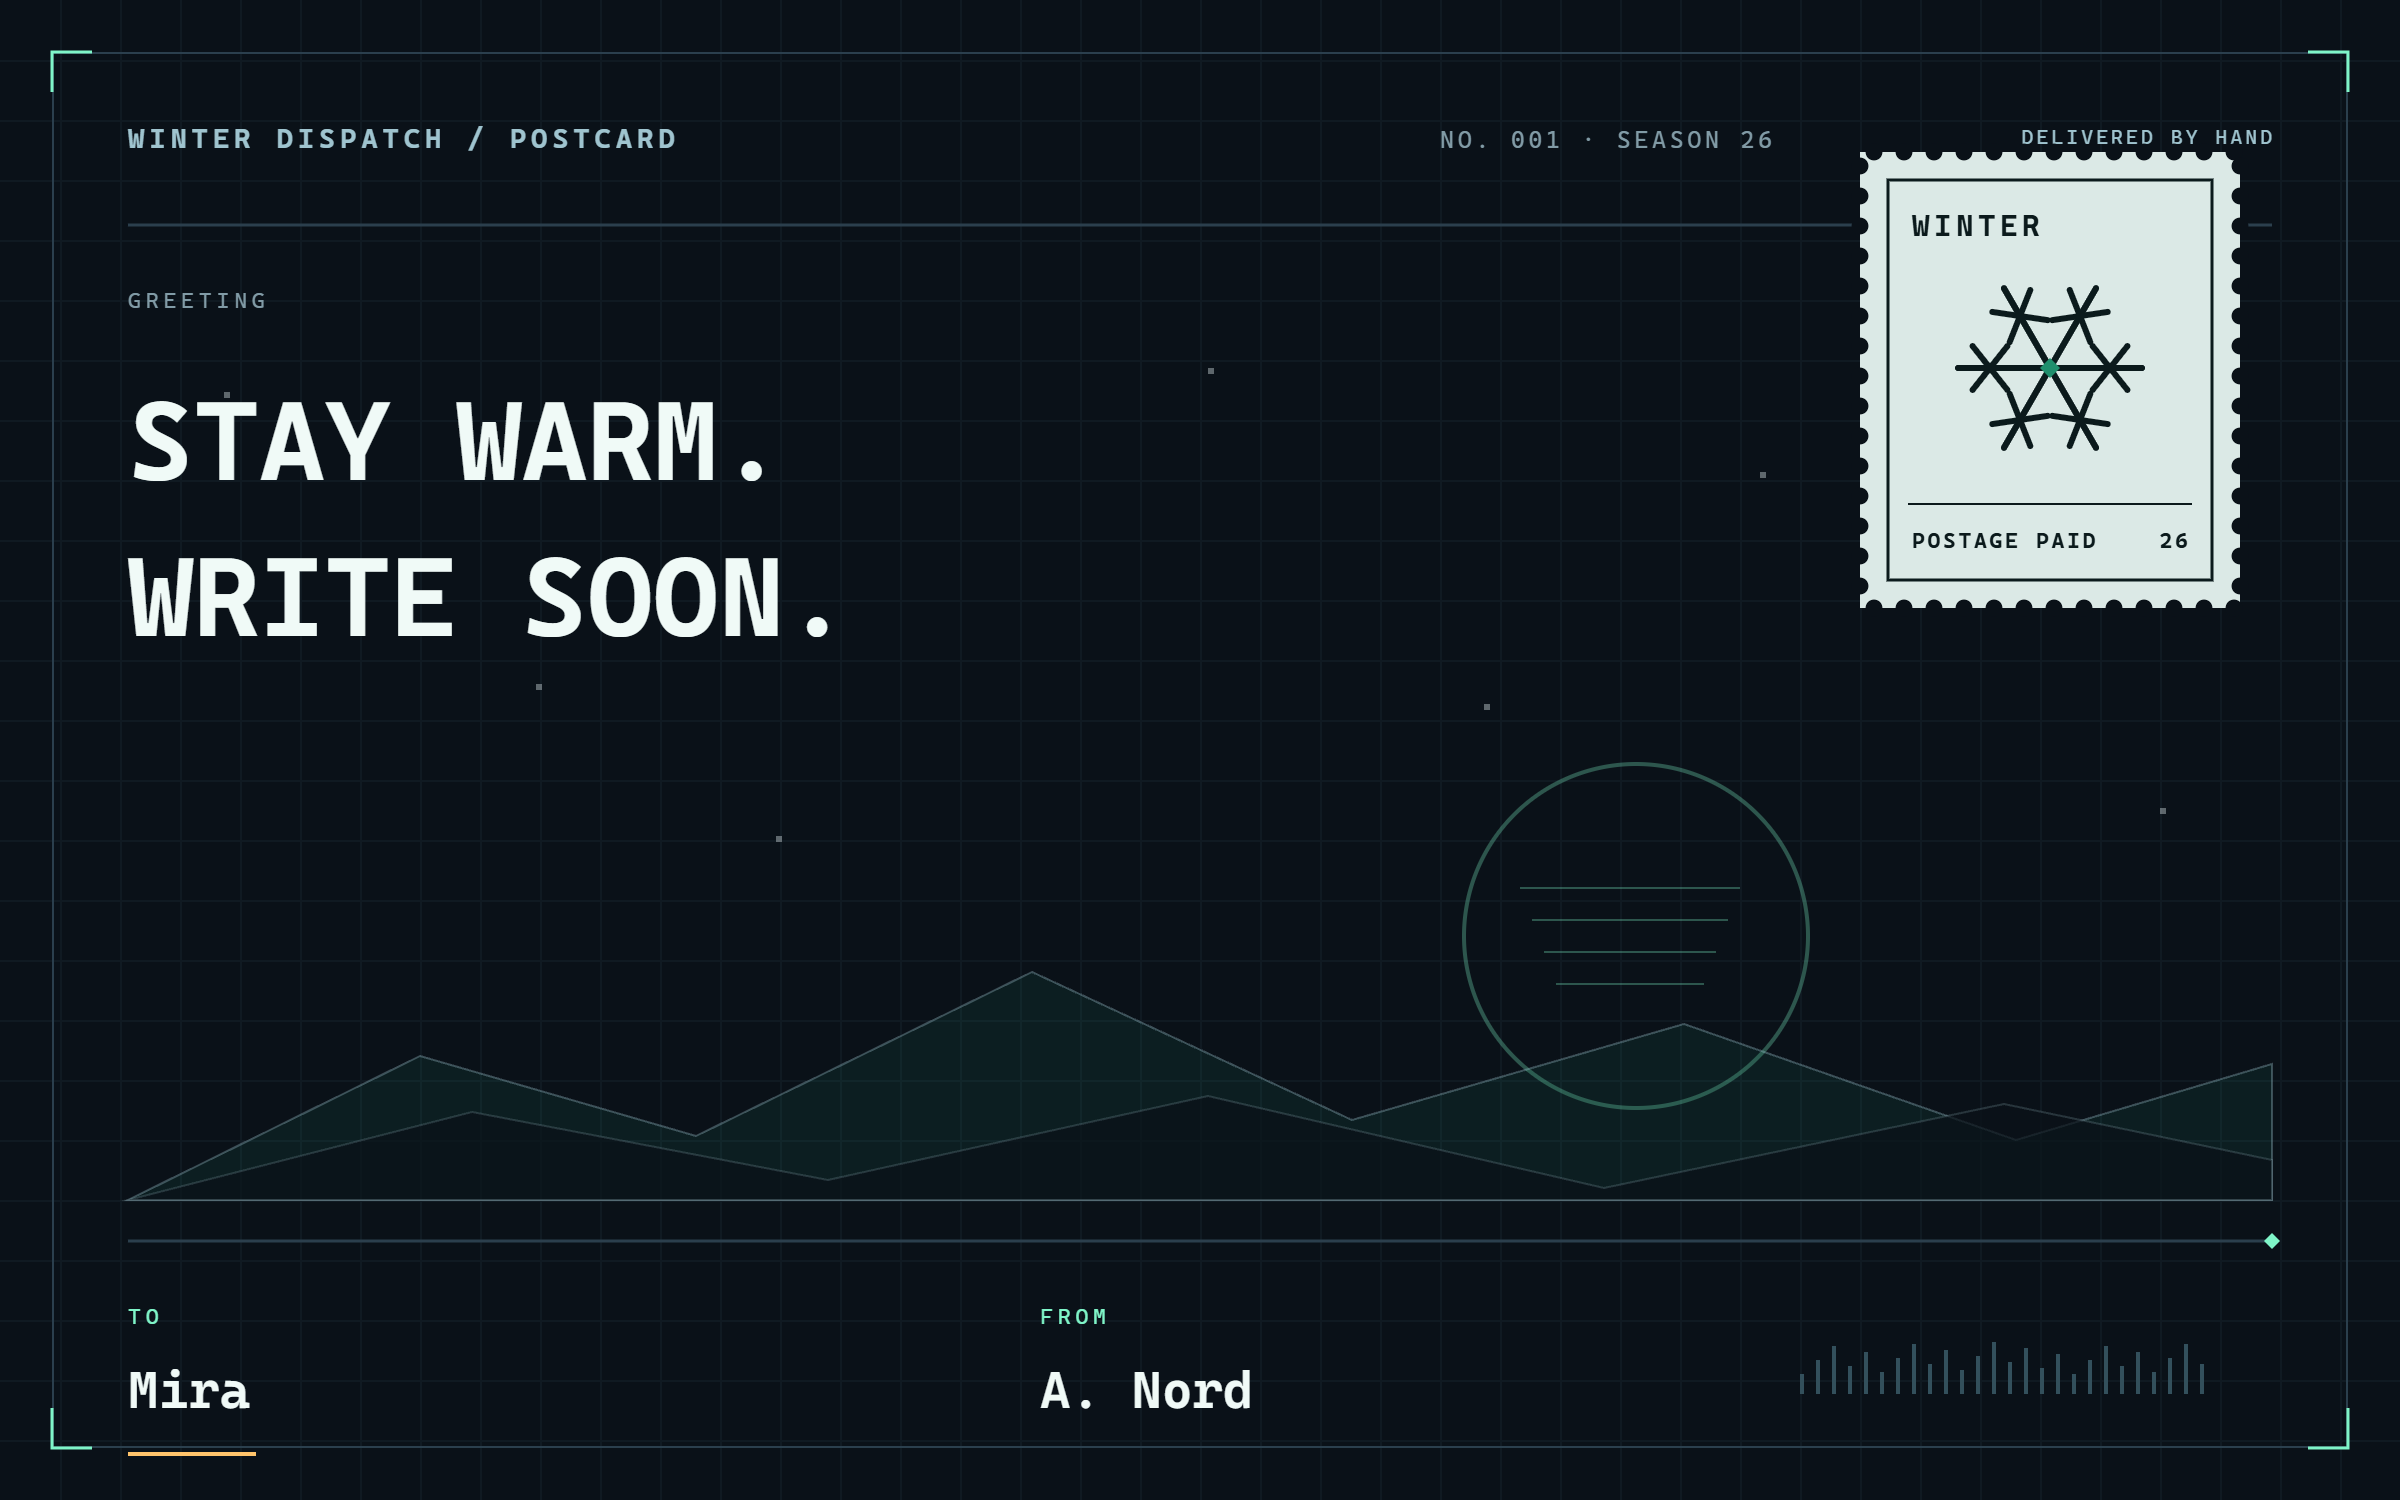 WINTER DISPATCH / POSTCARD
NO. 001 · SEASON 26
DELIVERED BY HAND
WINTER
POSTAGE PAID 26
GREETING
STAY WARM.
WRITE SOON.
TO
Mira
FROM
A. Nord